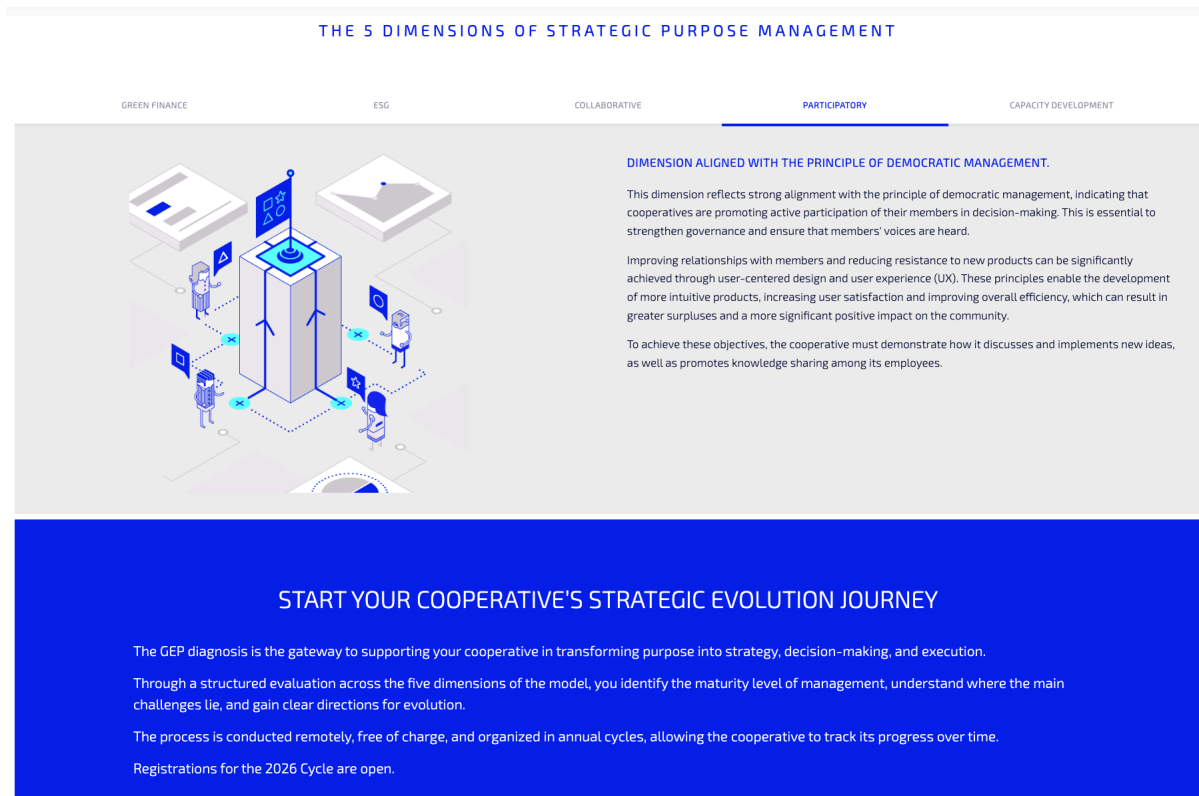 THE 5 DIMENSIONS OF STRATEGIC PURPOSE MANAGEMENT
GREEN FINANCE
ESG
COLLABORATIVE
PARTICIPATORY
CAPACITY DEVELOPMENT
DIMENSION ALIGNED WITH THE PRINCIPLE OF DEMOCRATIC MANAGEMENT.
This dimension reflects strong alignment with the principle of democratic management, indicating that
cooperatives are promoting active participation of their members in decision-making. This is essential to
strengthen governance and ensure that members' voices are heard.
Improving relationships with members and reducing resistance to new products can be significantly
achieved through user-centered design and user experience (UX). These principles enable the development
of more intuitive products, increasing user satisfaction and improving overall efficiency, which can result in
greater surpluses and a more significant positive impact on the community.
To achieve these objectives, the cooperative must demonstrate how it discusses and implements new ideas,
as well as promotes knowledge sharing among its employees.
START YOUR COOPERATIVE'S STRATEGIC EVOLUTION JOURNEY
The GEP diagnosis is the gateway to supporting your cooperative in transforming purpose into strategy, decision-making, and execution.
Through a structured evaluation across the five dimensions of the model, you identify the maturity level of management, understand where the main
challenges lie, and gain clear directions for evolution.
The process is conducted remotely, free of charge, and organized in annual cycles, allowing the cooperative to track its progress over time.
Registrations for the 2026 Cycle are open.